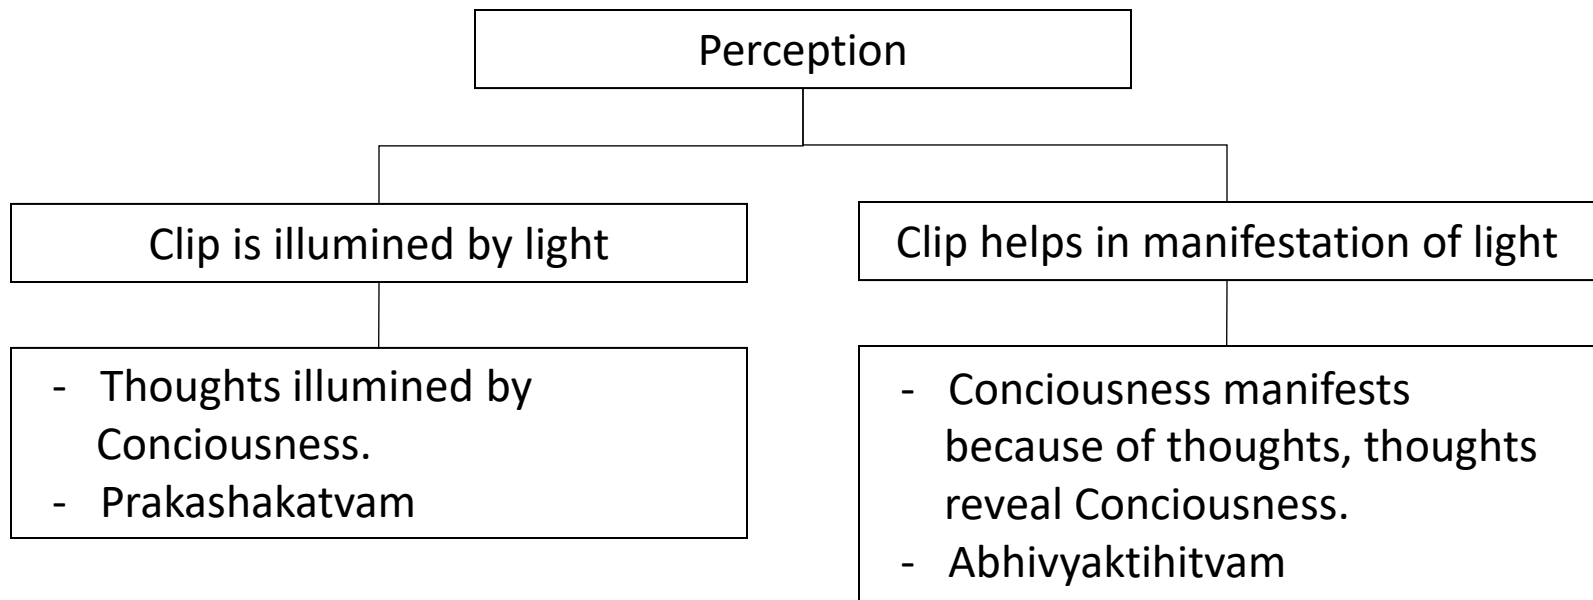 Perception
Clip is illumined by light
Clip helps in manifestation of light
- Thoughts illumined by
Conciousness.
- Prakashakatvam
- Conciousness manifests
because of thoughts, thoughts
reveal Conciousness.
- Abhivyaktihitvam